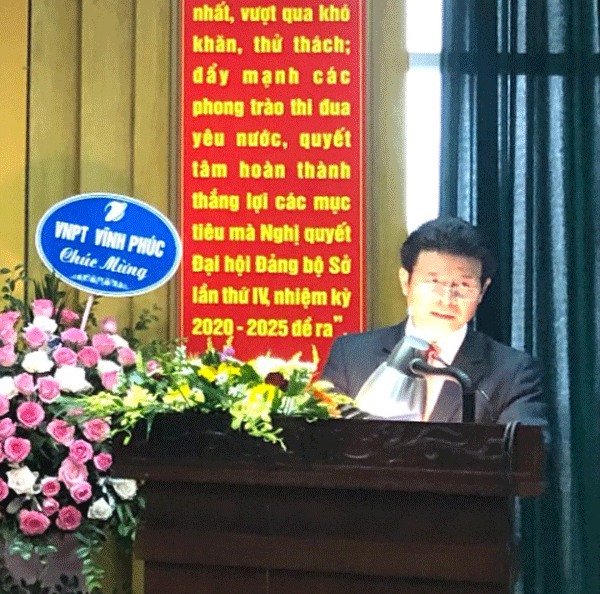 nhất, vượt qua khó
khăn, thử thách;
đẩy mạnh các
phong trào thi đua
yêu nước, quyết
tâm hoàn thành
thắng lợi các mục
tiêu mà Nghị quyết
Đại hội Đảng bộ Sở
lần thứ IV, nhiệm kỳ
2020 - 2025 đề ra".
VNPT VĨNH PHÚC
Chúc Mừng